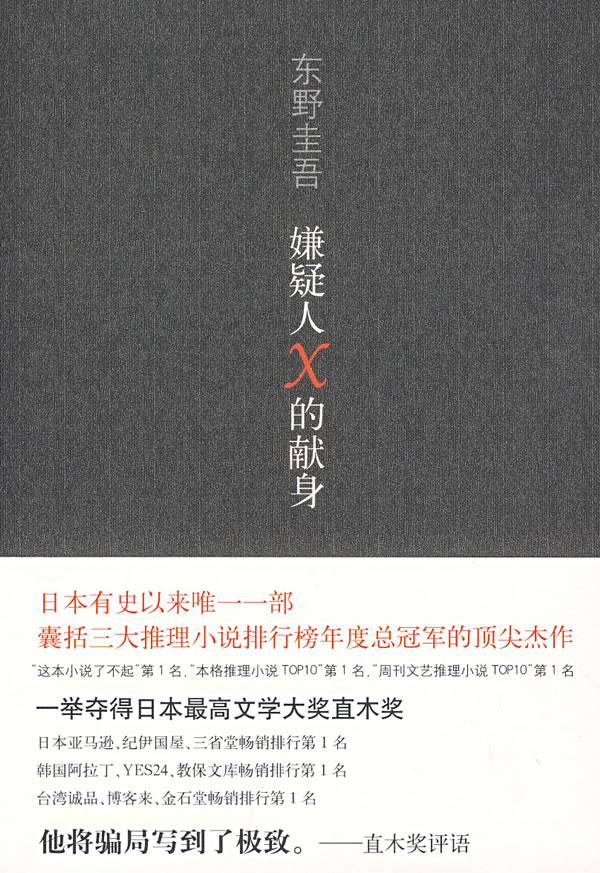 东野圭吾
嫌疑人X的献身
日本有史以来唯一一部
囊括三大推理小说排行榜年度总冠军的顶尖杰作
“这本小说了不起”第1名,“本格推理小说TOP10”第1名,“周刊文艺推理小说TOP10”第1名
一举夺得日本最高文学大奖直木奖
日本亚马逊、纪伊国屋、三省堂畅销排行第1名
韩国阿拉丁、YES24、教保文库畅销排行第1名
台湾诚品、博客来、金石堂畅销排行第1名
他将骗局写到了极致。——直木奖评语